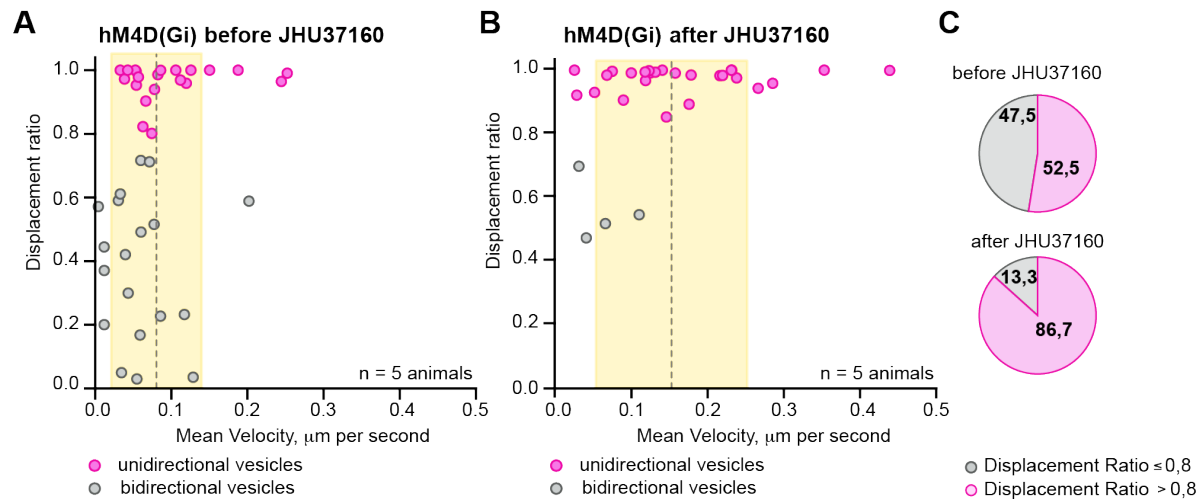 A
hM4D(Gi) before JHU37160
Displacement ratio
1.0
0.8
0.6
0.4
0.2
0.0
n = 5 animals
0.0 0.1 0.2 0.3 0.4 0.5
Mean Velocity, μm per second
unidirectional vesicles
bidirectional vesicles
B
hM4D(Gi) after JHU37160
Displacement ratio
1.0
0.8
0.6
0.4
0.2
0.0
n = 5 animals
0.0 0.1 0.2 0.3 0.4 0.5
Mean Velocity, μm per second
unidirectional vesicles
bidirectional vesicles
C
before JHU37160
47,5
52,5
after JHU37160
13,3
86,7
Displacement Ratio ≤ 0,8
Displacement Ratio > 0,8